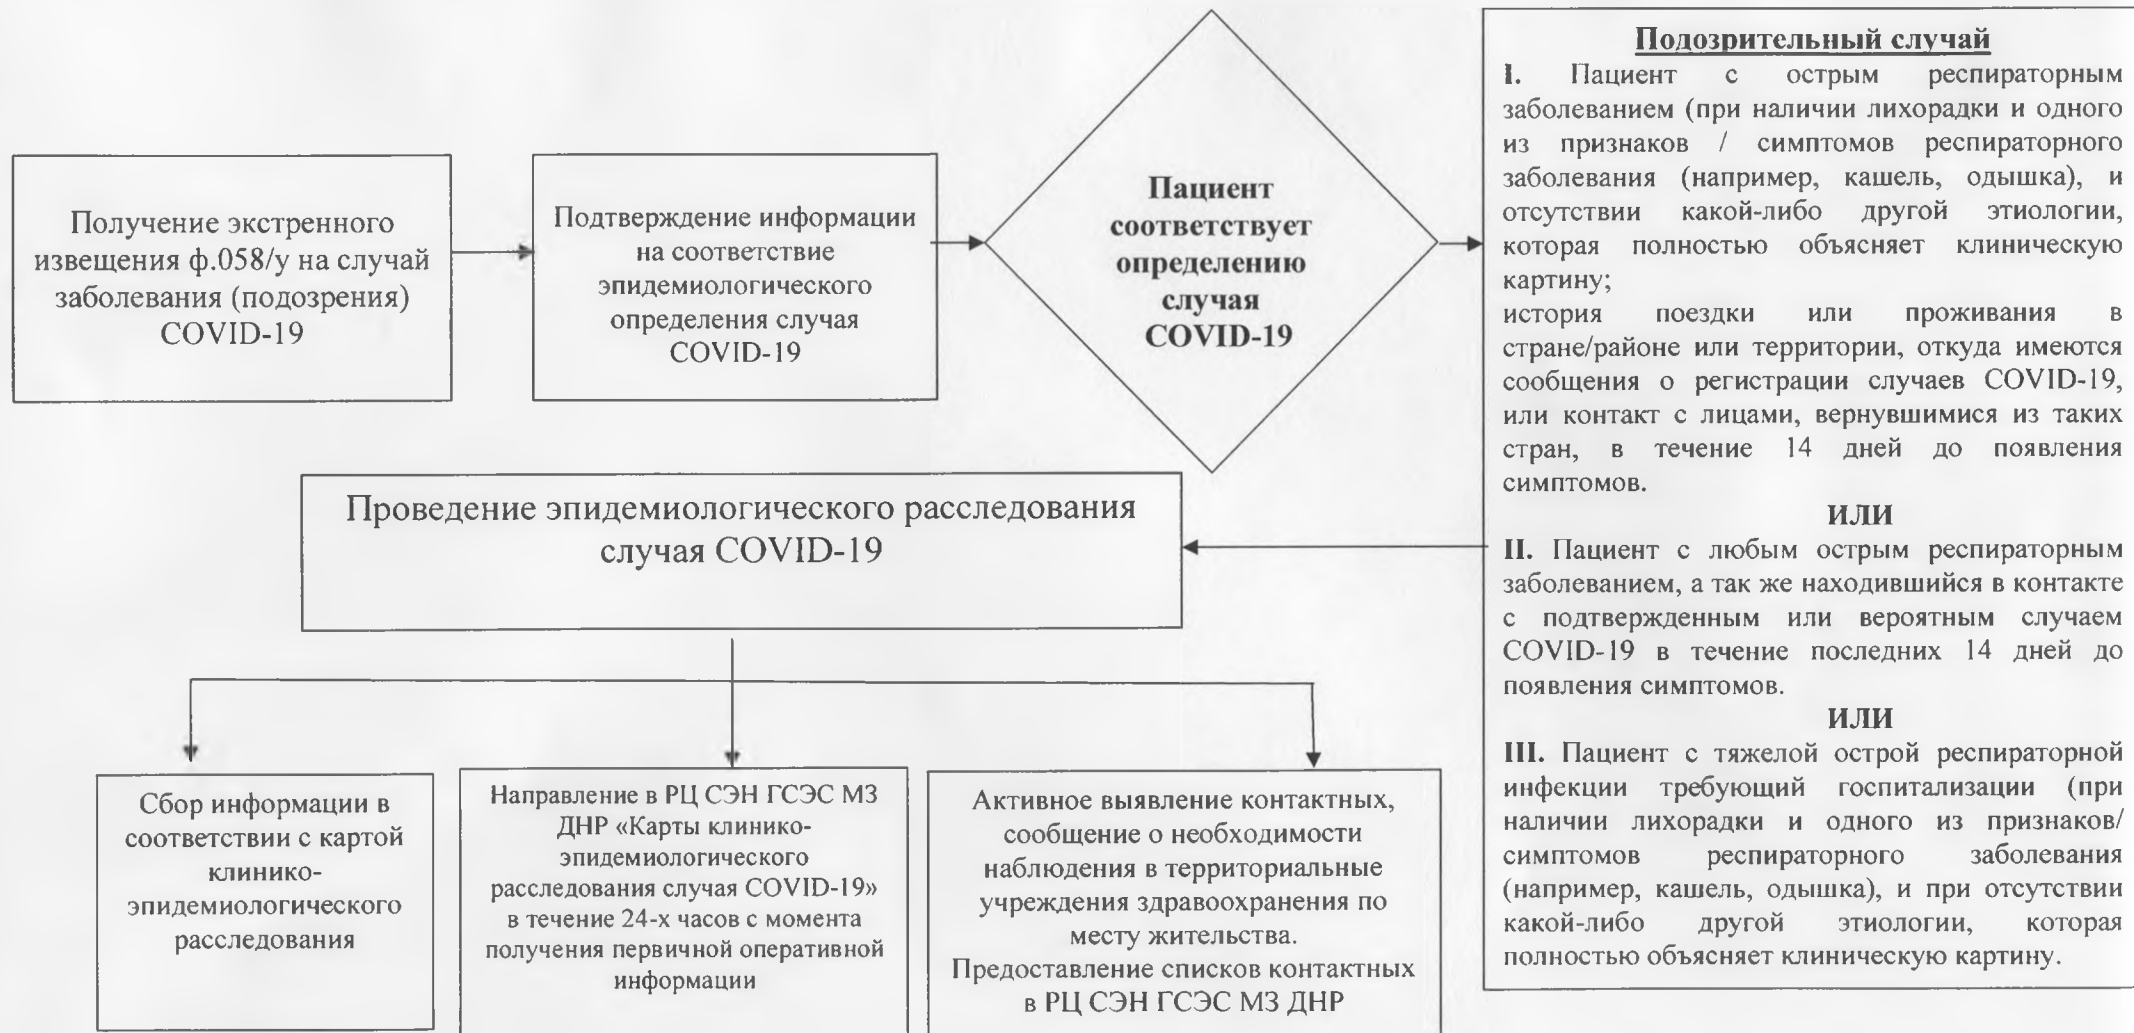 Получение экстренного
извещения ф.058/у на случай
заболевания (подозрения)
COVID-19
Подтверждение информации
на соответствие
эпидемиологического
определения случая
COVID-19
Пациент
соответствует
определению
случая
COVID-19
Подозрительный случай
I. Пациент с острым респираторным
заболеванием (при наличии лихорадки и одного
из признаков / симптомов респираторного
заболевания (например, кашель, одышка), и
отсутствии какой-либо другой этиологии,
которая полностью объясняет клиническую
картину;
история поездки или проживания в
стране/районе или территории, откуда имеются
сообщения о регистрации случаев COVID-19,
или контакт с лицами, вернувшимися из таких
стран, в течение 14 дней до появления
симптомов.
ИЛИ
II. Пациент с любым острым респираторным
заболеванием, а так же находившийся в контакте
с подтвержденным или вероятным случаем
COVID-19 в течение последних 14 дней до
появления симптомов.
ИЛИ
III. Пациент с тяжелой острой респираторной
инфекции требующий госпитализации (при
наличии лихорадки и одного из признаков/
симптомов респираторного заболевания
(например, кашель, одышка), и при отсутствии
какой-либо другой этиологии, которая
полностью объясняет клиническую картину.
Проведение эпидемиологического расследования
случая COVID-19
Сбор информации в
соответствии с картой
клинико-
эпидемиологического
расследования
Направление в РЦ СЭН ГСЭС МЗ
ДНР «Карты клинико-
эпидемиологического
расследования случая COVID-19»
в течение 24-х часов с момента
получения первичной оперативной
информации
Активное выявление контактных,
сообщение о необходимости
наблюдения в территориальные
учреждения здравоохранения по
месту жительства.
Предоставление списков контактных
в РЦ СЭН ГСЭС МЗ ДНР